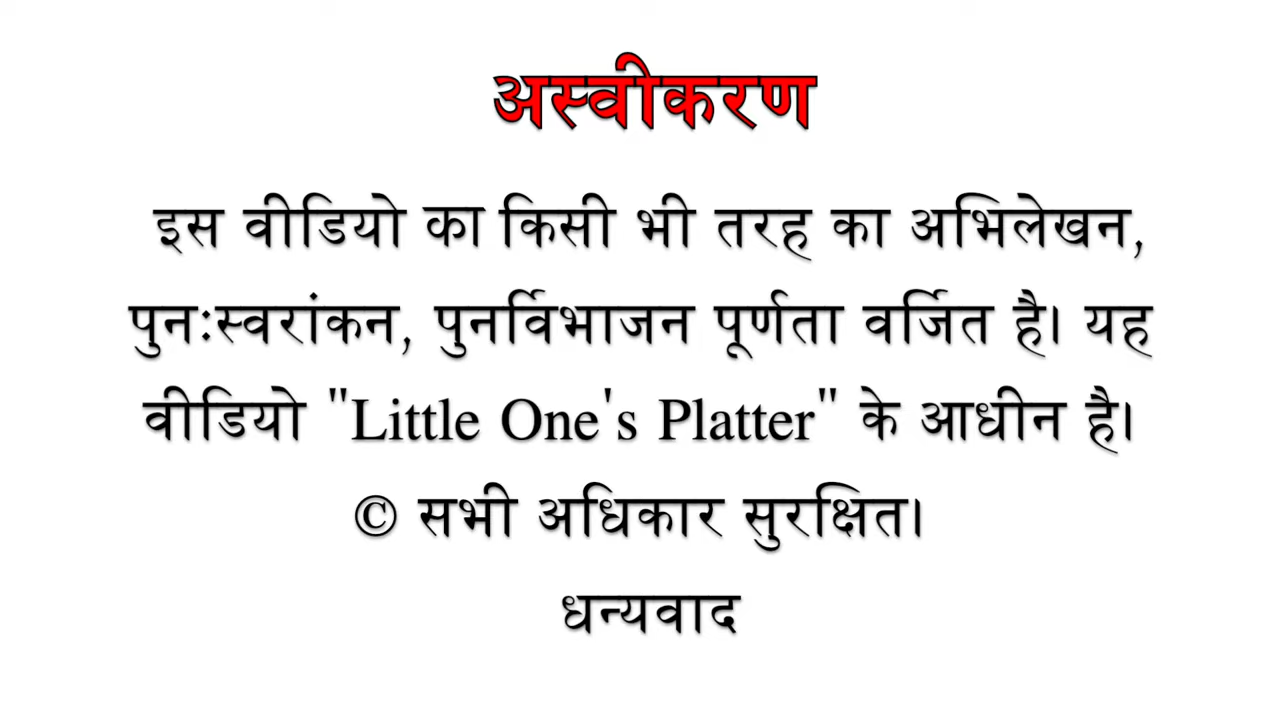 अस्वीकरण
इस वीडियो का किसी भी तरह का अभिलेखन,
पुनःस्वरांकन, पुनर्विभाजन पूर्णता वर्जित है। यह
वीडियो "Little One's Platter" के आधीन है।
© सभी अधिकार सुरक्षित।
धन्यवाद